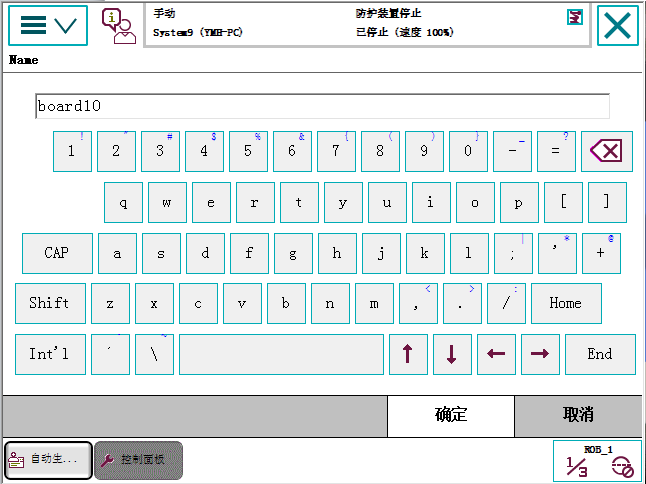 手动 防护装置停止
System9 (YMH-PC) 已停止 (速度 100%)
Name
board10
! " # $ % & { ( ) } _ ?
1 2 3 4 5 6 7 8 9 0 - =
q w e r t y u i o p [ ]
| * @
CAP a s d f g h j k l ; ' +
< > :
Shift z x c v b n m , . / Home
~
Int'l ´ \ End
确定 取消
自动生... 控制面板 ROB_1
1/3